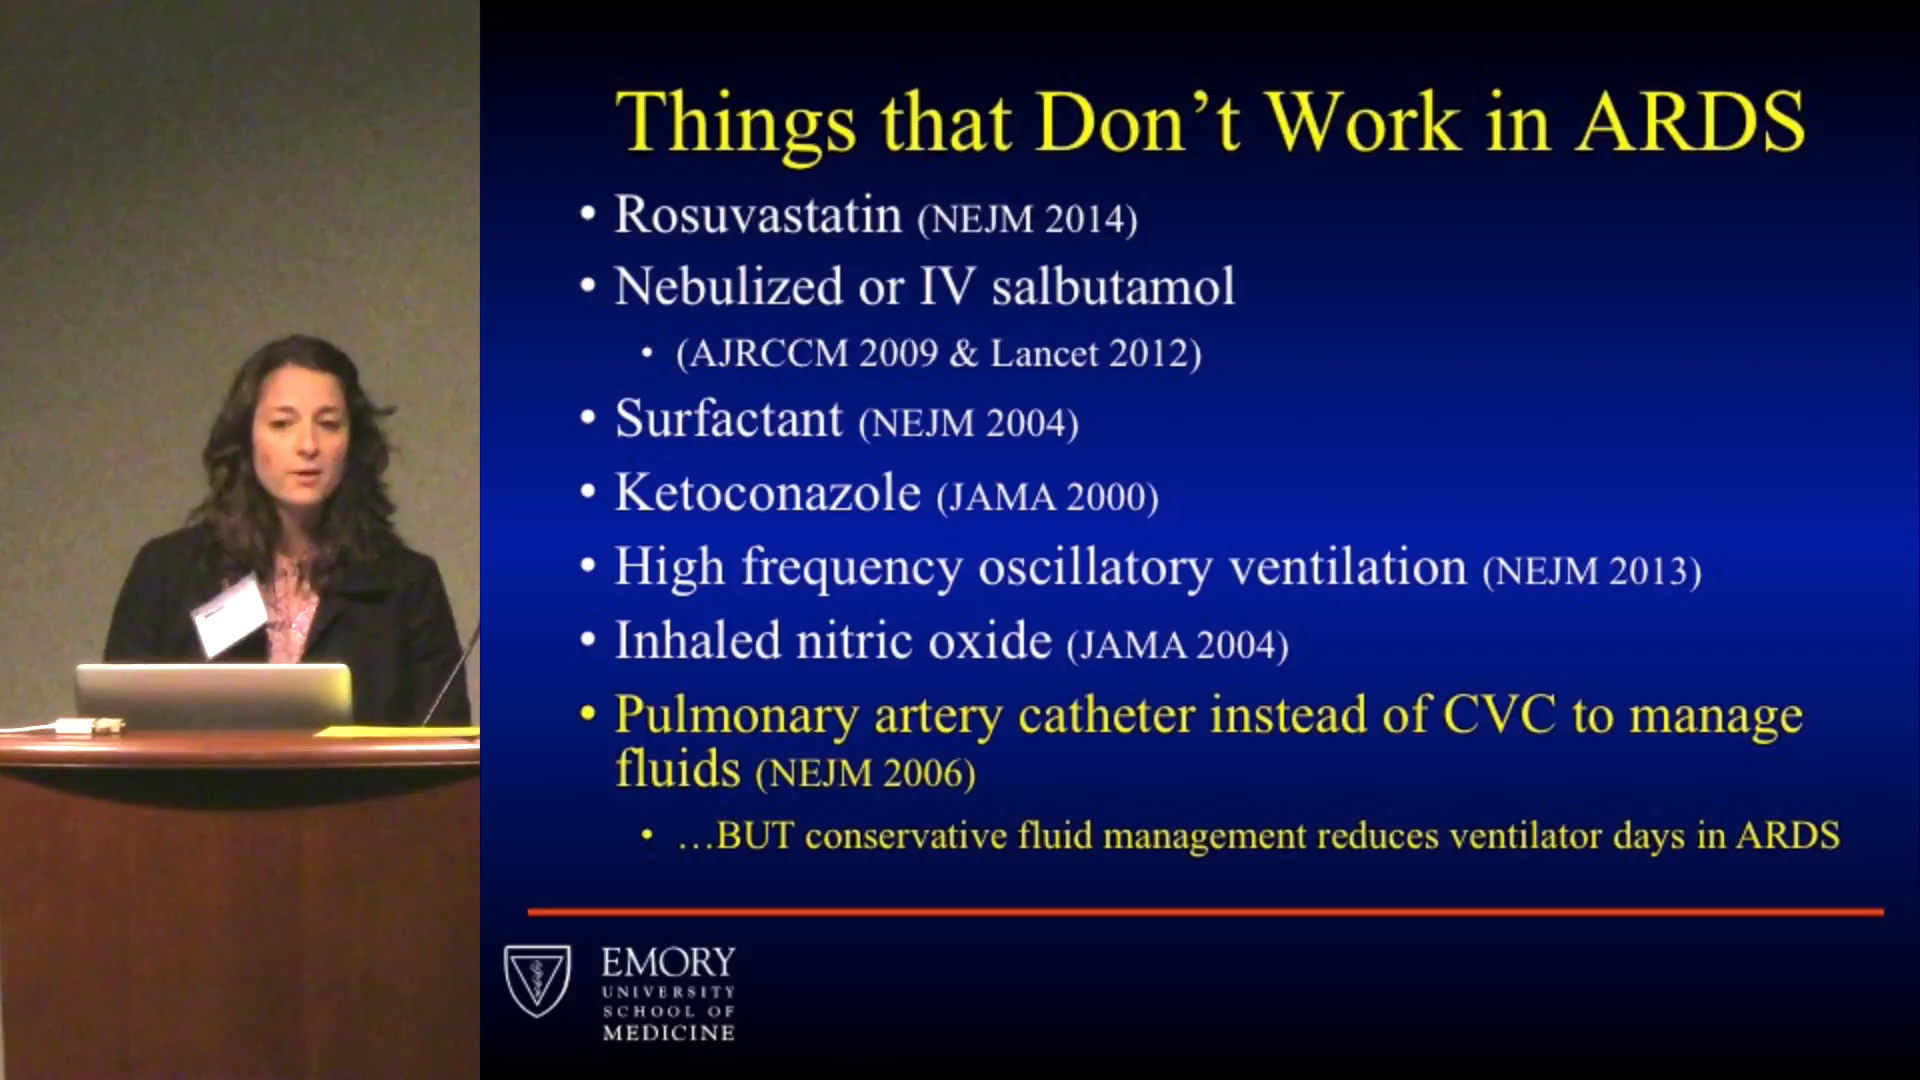 Things that Don't Work in ARDS
• Rosuvastatin (NEJM 2014)
• Nebulized or IV salbutamol
• (AJRCCM 2009 & Lancet 2012)
• Surfactant (NEJM 2004)
• Ketoconazole (JAMA 2000)
• High frequency oscillatory ventilation (NEJM 2013)
• Inhaled nitric oxide (JAMA 2004)
• Pulmonary artery catheter instead of CVC to manage
fluids (NEJM 2006)
• …BUT conservative fluid management reduces ventilator days in ARDS
EMORY
UNIVERSITY
SCHOOL OF
MEDICINE